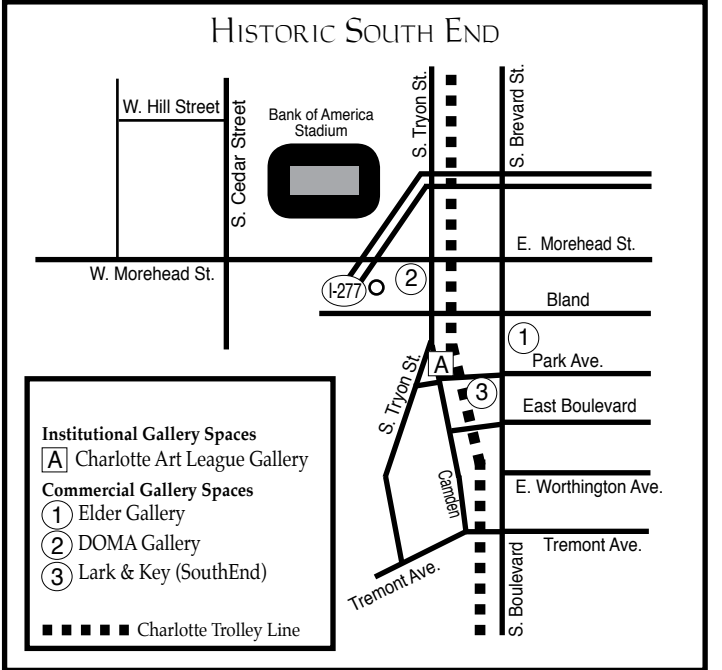 HISTORIC SOUTH END
W. Hill Street
S. Cedar Street
Bank of America
Stadium
S. Tryon St.
S. Brevard St.
E. Morehead St.
W. Morehead St.
I-277
2
Bland
1
Park Ave.
A
S. Tryon St.
3
East Boulevard
Camden
E. Worthington Ave.
Tremont Ave.
Tremont Ave.
S. Boulevard
Institutional Gallery Spaces
A Charlotte Art League Gallery
Commercial Gallery Spaces
1 Elder Gallery
2 DOMA Gallery
3 Lark & Key (SouthEnd)
Charlotte Trolley Line